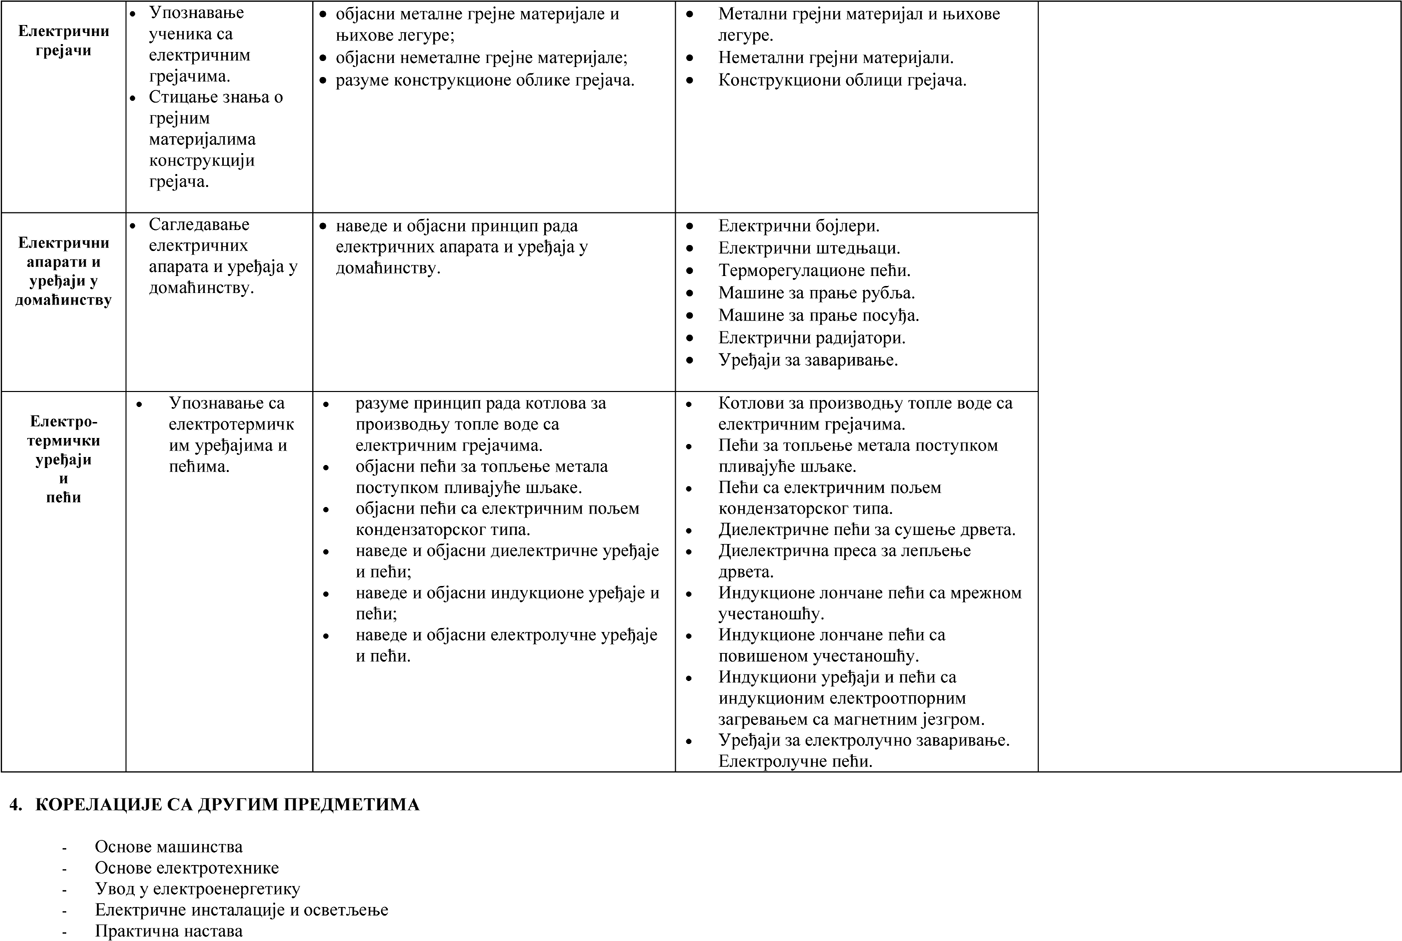 Електрични
грејачи
• Упознавање
ученика са
електричним
грејачима.
• Стицање знања о
грејним
материјалима
конструкцији
грејача.
• објасни металне грејне материјале и
њихове легуре;
• објасни неметалне грејне материјале;
• разуме конструкционе облике грејача.
• Метални грејни материјал и њихове
легуре.
• Неметални грејни материјали.
• Конструкциони облици грејача.
Електрични
апарати и
уређаји у
домаћинству
• Сагледавање
електричних
апарата и уређаја у
домаћинству.
• наведе и објасни принцип рада
електричних апарата и уређаја у
домаћинству.
• Електрични бојлери.
• Електрични штедњаци.
• Терморегулационе пећи.
• Машине за прање рубља.
• Машине за прање посуђа.
• Електрични радијатори.
• Уређаји за заваривање.
Електро-
термички
уређаји
и
пећи
• Упознавање са
електротермичк
им уређајима и
пећима.
• разуме принцип рада котлова за
производњу топле воде са
електричним грејачима.
• објасни пећи за топљење метала
поступком пливајуће шљаке.
• објасни пећи са електричним пољем
кондензаторског типа.
• наведе и објасни диелектричне уређаје
и пећи;
• наведе и објасни индукционе уређаје и
пећи;
• наведе и објасни електролучне уређаје
и пећи.
• Котлови за производњу топле воде са
електричним грејачима.
• Пећи за топљење метала поступком
пливајуће шљаке.
• Пећи са електричним пољем
кондензаторског типа.
• Диелектричне пећи за сушење дрвета.
• Диелектрична преса за лепљење
дрвета.
• Индукционе лончане пећи са мрежном
учестаношћу.
• Индукционе лончане пећи са
повишеном учестаношћу.
• Индукциони уређаји и пећи са
индукционим електроотпорним
загревањем са магнетним језгром.
• Уређаји за електролучно заваривање.
Електролучне пећи.
4. КОРЕЛАЦИЈЕ СА ДРУГИМ ПРЕДМЕТИМА
- Основе машинства
- Основе електротехнике
- Увод у електроенергетику
- Електричне инсталације и осветљење
- Практична настава